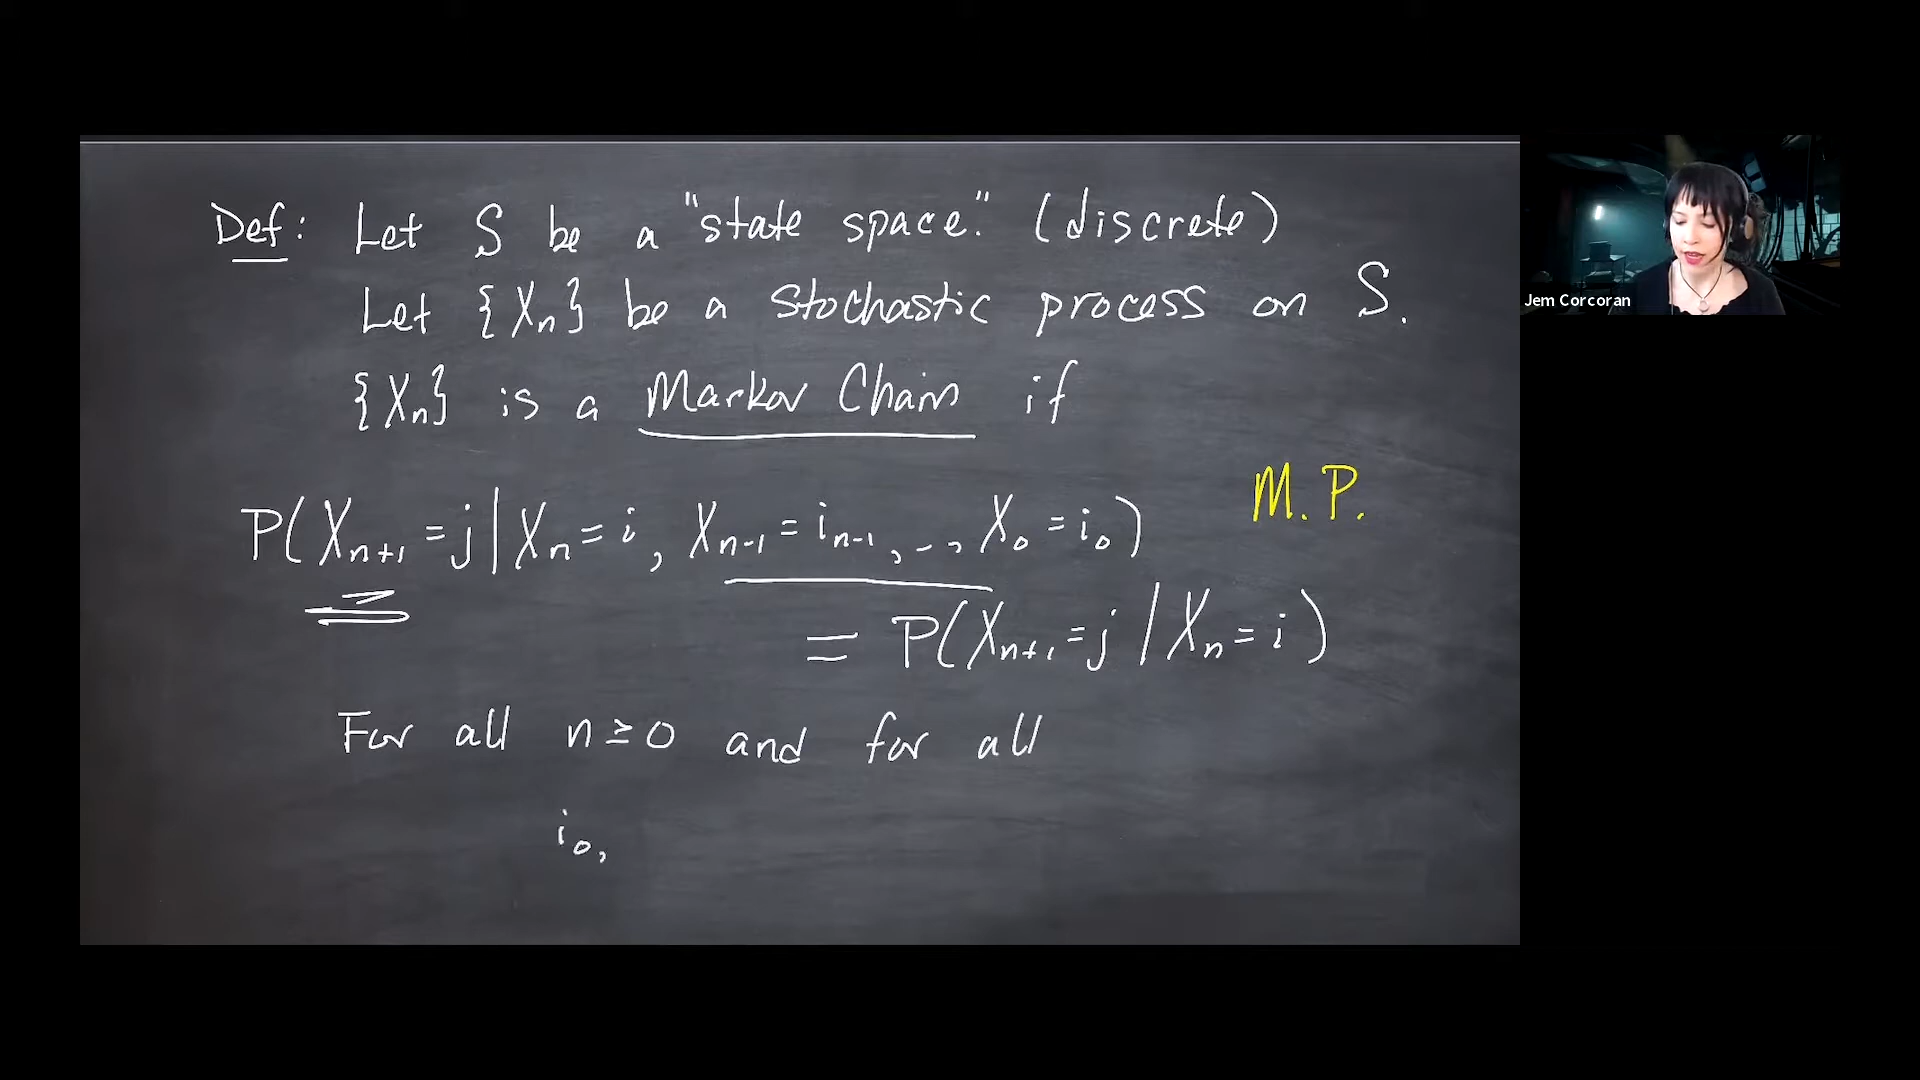 Def: Let S be a "state space." (discrete)
Let {Xn} be a stochastic process on S.
{Xn} is a Markov Chain if
M.P.
P(Xn+1 = j | Xn = i, Xn-1 = in-1, --, X0 = i0)
= P(Xn+1 = j | Xn = i)
For all n ≥ 0 and for all
i0,
Jem Corcoran